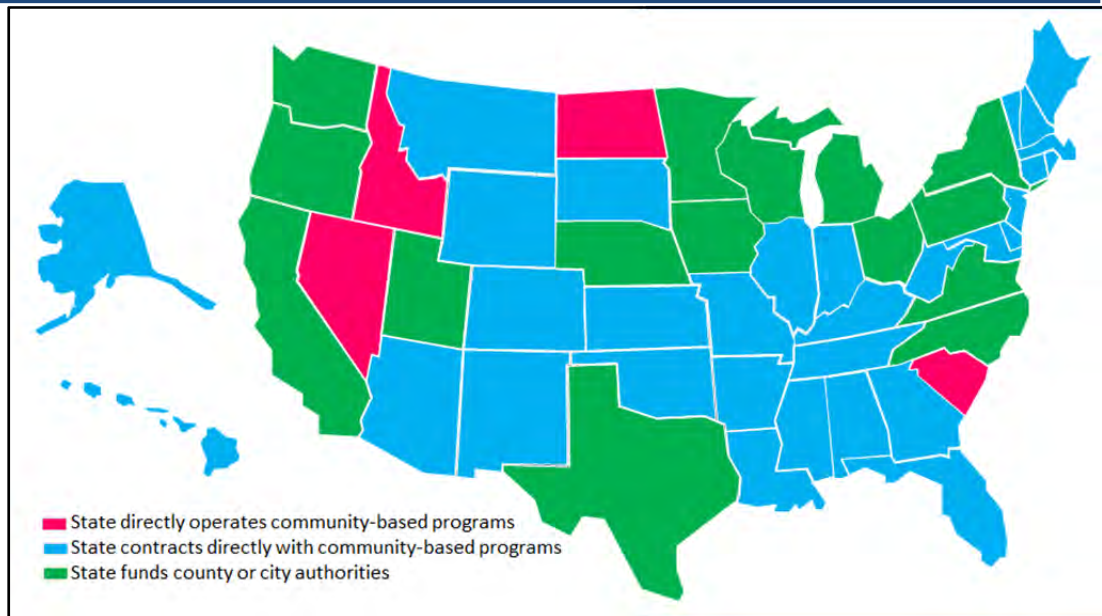 State directly operates community-based programs
State contracts directly with community-based programs
State funds county or city authorities